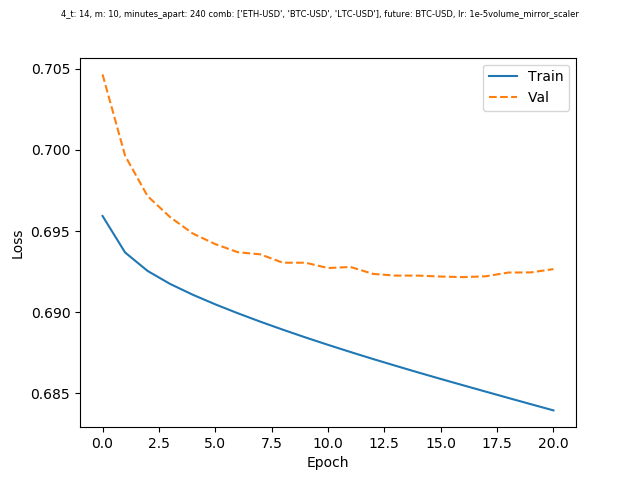 4_t: 14, m: 10, minutes_apart: 240 comb: ['ETH-USD', 'BTC-USD', 'LTC-USD'], future: BTC-USD, lr: 1e-5volume_mirror_scaler
Train
Val
0.705
0.700
0.695
0.690
0.685
Loss
0.0 2.5 5.0 7.5 10.0 12.5 15.0 17.5 20.0
Epoch